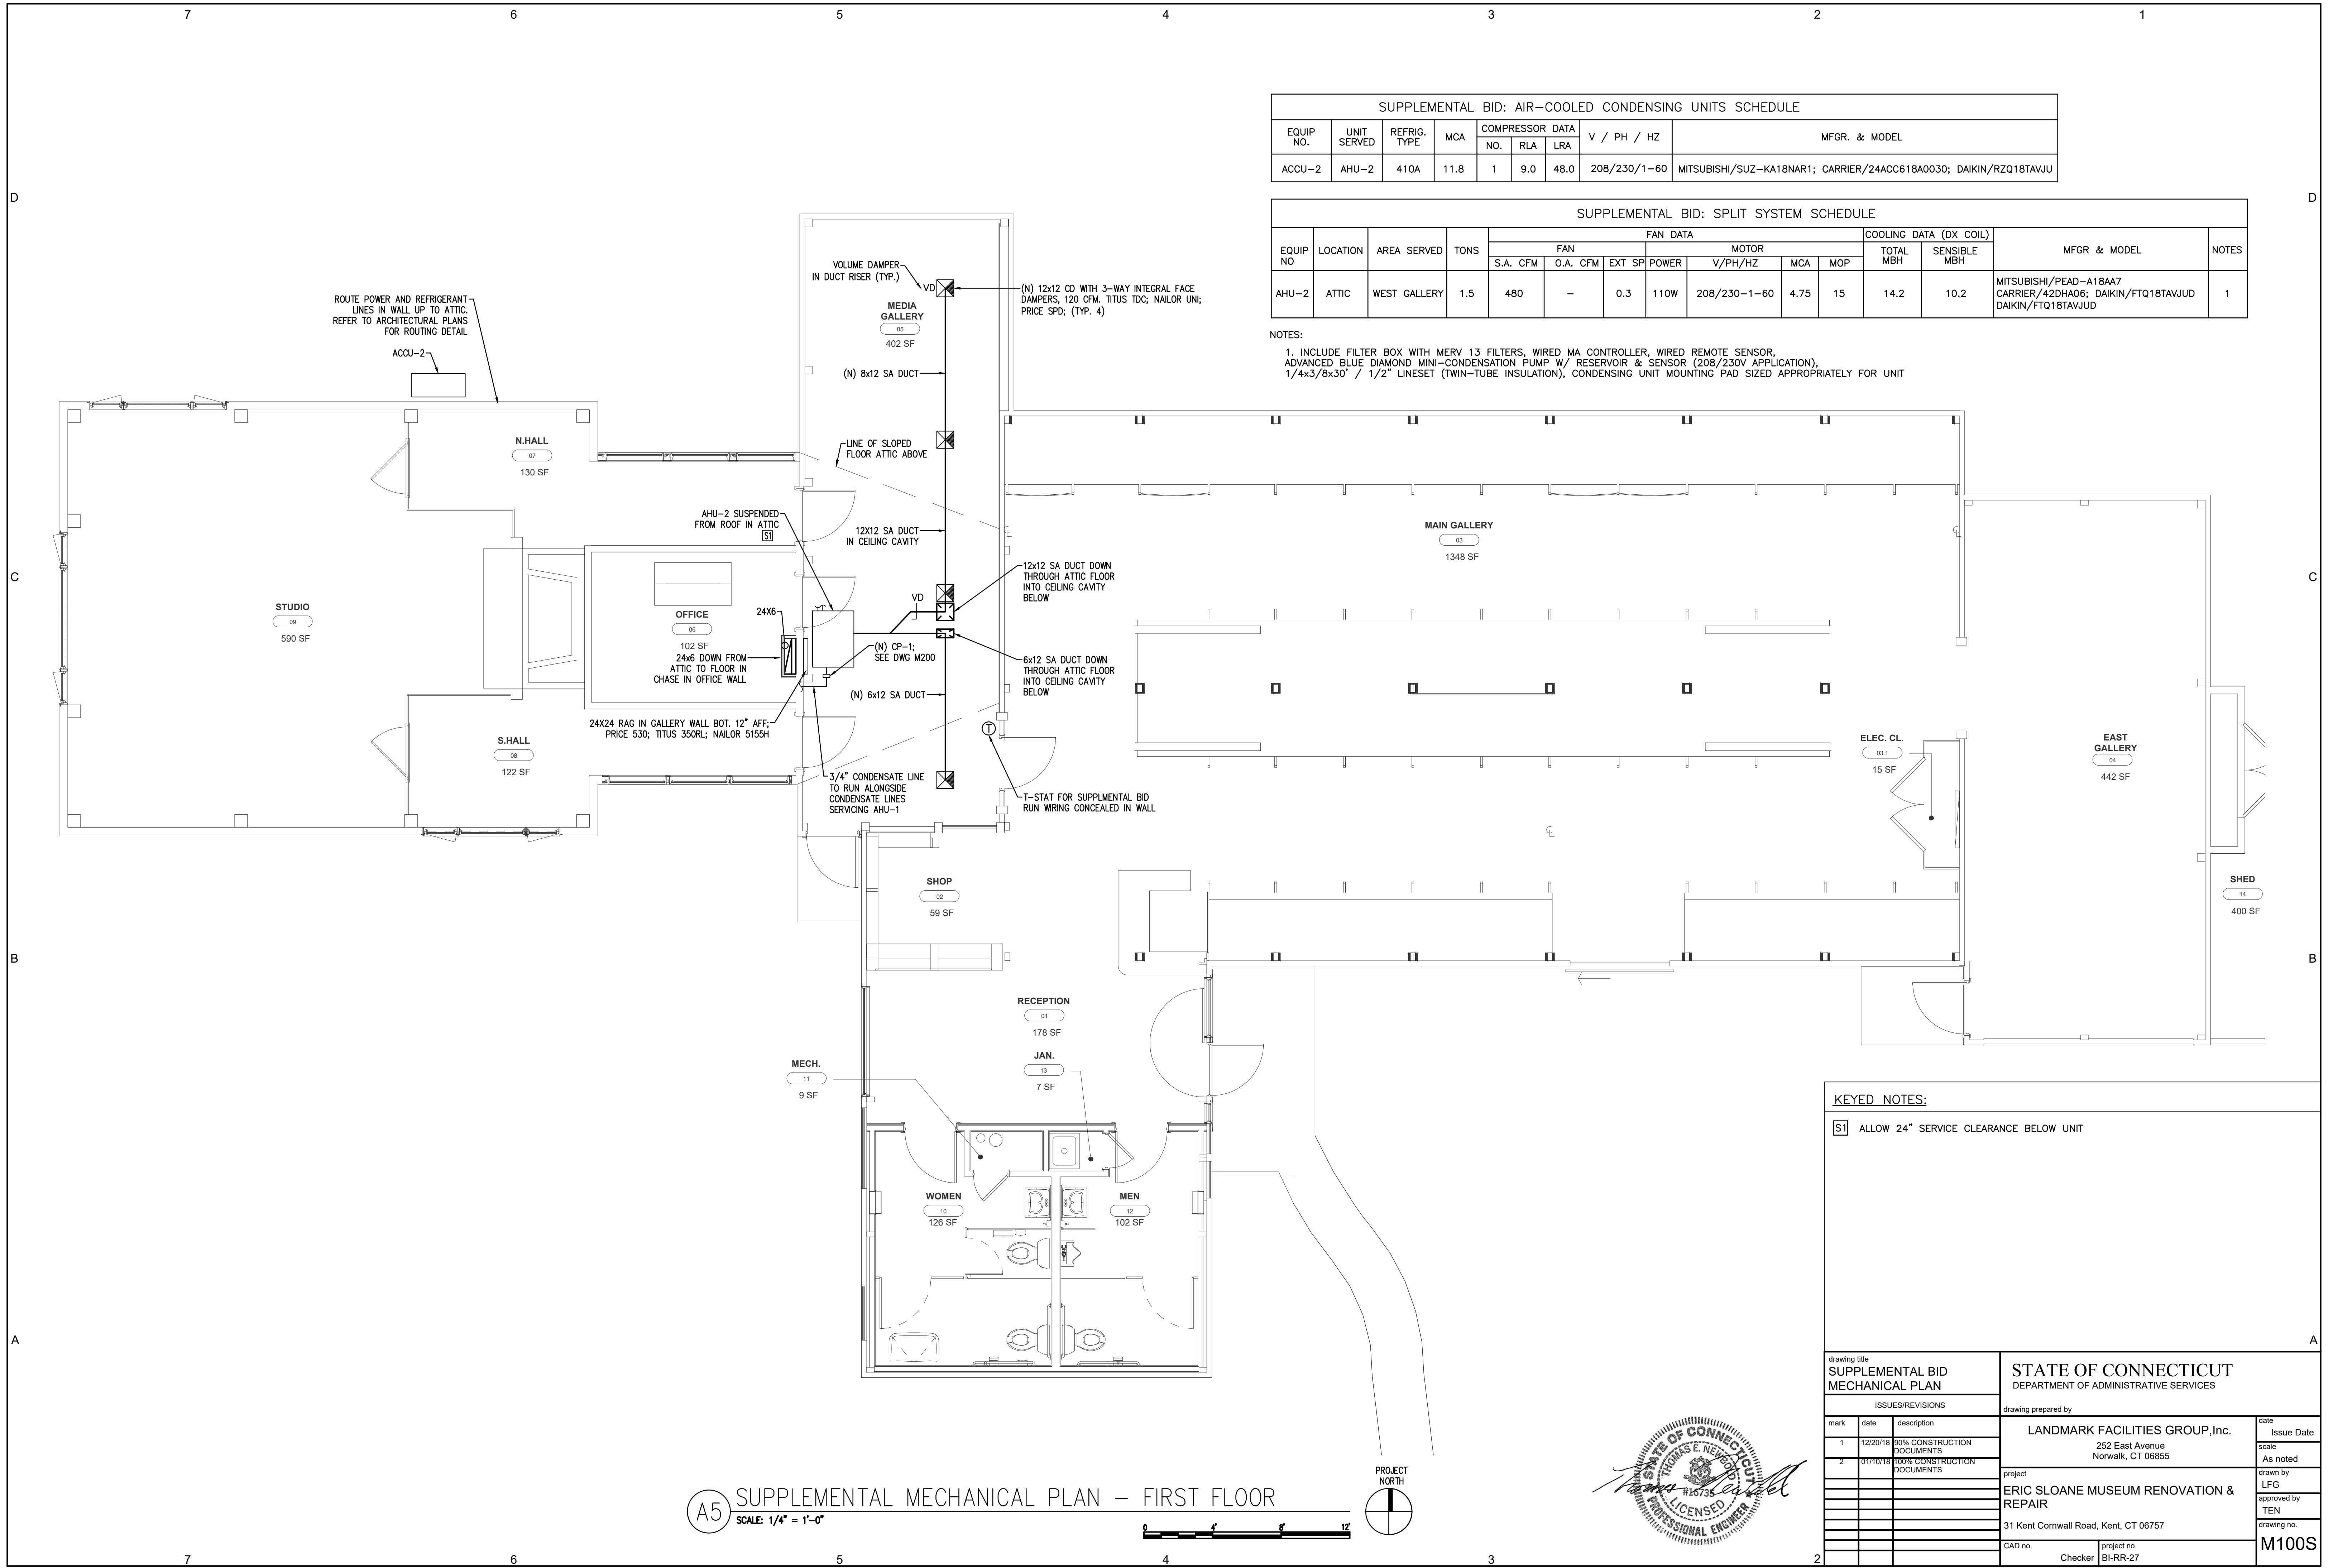 7 6 5 4 3 2 1
SUPPLEMENTAL BID: AIR-COOLED CONDENSING UNITS SCHEDULE
EQUIP NO. UNIT SERVED REFRIG. TYPE MCA COMPRESSOR DATA V / PH / HZ MFGR. & MODEL
NO. RLA LRA
ACCU-2 AHU-2 410A 11.8 1 9.0 48.0 208/230/1-60 MITSUBISHI/SUZ-KA18NAR1; CARRIER/24ACC618A0030; DAIKIN/RZQ18TAVJU
D D
SUPPLEMENTAL BID: SPLIT SYSTEM SCHEDULE
EQUIP NO LOCATION AREA SERVED TONS FAN DATA COOLING DATA (DX COIL) MFGR & MODEL NOTES
FAN MOTOR TOTAL MBH SENSIBLE MBH
S.A. CFM O.A. CFM EXT SP POWER V/PH/HZ MCA MOP
AHU-2 ATTIC WEST GALLERY 1.5 480 - 0.3 110W 208/230-1-60 4.75 15 14.2 10.2
MITSUBISHI/PEAD-A18AA7
CARRIER/42DHA06; DAIKIN/FTQ18TAVJUD
DAIKIN/FTQ18TAVJUD
1
NOTES:
1. INCLUDE FILTER BOX WITH MERV 13 FILTERS, WIRED MA CONTROLLER, WIRED REMOTE SENSOR,
ADVANCED BLUE DIAMOND MINI-CONDENSATION PUMP W/ RESERVOIR & SENSOR (208/230V APPLICATION),
1/4x3/8x30' / 1/2" LINESET (TWIN-TUBE INSULATION), CONDENSING UNIT MOUNTING PAD SIZED APPROPRIATELY FOR UNIT
VOLUME DAMPER
IN DUCT RISER (TYP.)
VD
(N) 12x12 CD WITH 3-WAY INTEGRAL FACE
DAMPERS, 120 CFM. TITUS TDC; NAILOR UNI;
PRICE SPD; (TYP. 4)
ROUTE POWER AND REFRIGERANT
LINES IN WALL UP TO ATTIC.
REFER TO ARCHITECTURAL PLANS
FOR ROUTING DETAIL
ACCU-2
MEDIA
GALLERY
05
402 SF
(N) 8x12 SA DUCT
N.HALL
07
130 SF
LINE OF SLOPED
FLOOR ATTIC ABOVE
AHU-2 SUSPENDED
FROM ROOF IN ATTIC
S1
12X12 SA DUCT
IN CEILING CAVITY
MAIN GALLERY
03
1348 SF
C C
12x12 SA DUCT DOWN
THROUGH ATTIC FLOOR
INTO CEILING CAVITY
BELOW
VD
STUDIO
09
590 SF
OFFICE
06
102 SF
24X6
24x6 DOWN FROM
ATTIC TO FLOOR IN
CHASE IN OFFICE WALL
(N) CP-1;
SEE DWG M200
6x12 SA DUCT DOWN
THROUGH ATTIC FLOOR
INTO CEILING CAVITY
BELOW
(N) 6x12 SA DUCT
24X24 RAG IN GALLERY WALL BOT. 12" AFF;
PRICE 530; TITUS 350RL; NAILOR 5155H
T
S.HALL
08
122 SF
3/4" CONDENSATE LINE
TO RUN ALONGSIDE
CONDENSATE LINES
SERVICING AHU-1
T-STAT FOR SUPPLMENTAL BID
RUN WIRING CONCEALED IN WALL
ELEC. CL.
03.1
15 SF
EAST
GALLERY
04
442 SF
SHOP
02
59 SF
SHED
14
400 SF
B B
RECEPTION
01
178 SF
MECH.
11
9 SF
JAN.
13
7 SF
WOMEN
10
126 SF
MEN
12
102 SF
KEYED NOTES:
S1 ALLOW 24" SERVICE CLEARANCE BELOW UNIT
A A
A5 SUPPLEMENTAL MECHANICAL PLAN - FIRST FLOOR
SCALE: 1/4" = 1'-0"
0 4' 8' 12'
PROJECT
NORTH
STATE OF CONNECTICUT
THOMAS E. NEWBOLD
#16735
LICENSED
PROFESSIONAL ENGINEER
drawing title
SUPPLEMENTAL BID
MECHANICAL PLAN
ISSUES/REVISIONS
mark date description
1 12/20/18 90% CONSTRUCTION DOCUMENTS
2 01/10/18 100% CONSTRUCTION DOCUMENTS
STATE OF CONNECTICUT
DEPARTMENT OF ADMINISTRATIVE SERVICES
drawing prepared by
LANDMARK FACILITIES GROUP,Inc.
252 East Avenue
Norwalk, CT 06855
project
ERIC SLOANE MUSEUM RENOVATION &
REPAIR
31 Kent Cornwall Road, Kent, CT 06757
CAD no.
Checker
project no.
BI-RR-27
date
Issue Date
scale
As noted
drawn by
LFG
approved by
TEN
drawing no.
M100S
7 6 5 4 3 2